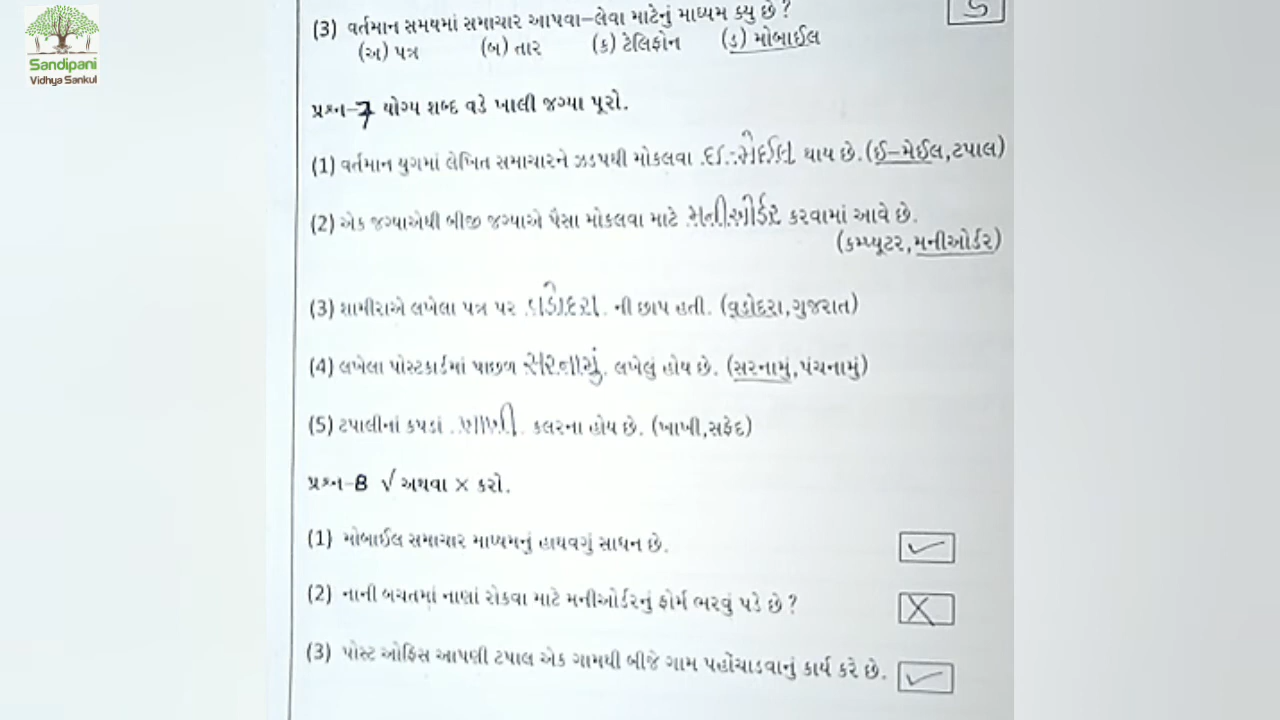 Sandipani
Vidhya Sankul
(3) વર્તમાન સમયમાં સમાચાર આપવા-લેવા માટેનું માધ્યમ ક્યુ છે ? ડ
(અ) પત્ર (બ) તાર (ક) ટેલિફોન (ડ) મોબાઈલ
પ્રશ્ન-7 યોગ્ય શબ્દ વડે ખાલી જગ્યા પૂરો.
(1) વર્તમાન યુગમાં લેખિત સમાચારને ઝડપથી મોકલવા ઈ-મેઈલ થાય છે. (ઈ-મેઈલ,ટપાલ)
(2) એક જગ્યાએથી બીજી જગ્યાએ પૈસા મોકલવા માટે મનીઓર્ડર કરવામાં આવે છે.
(કમ્પ્યૂટર,મનીઓર્ડર)
(3) શામીરાએ લખેલા પત્ર પર વડોદરા ની છાપ હતી. (વડોદરા,ગુજરાત)
(4) લખેલા પોસ્ટકાર્ડમાં પાછળ સરનામું લખેલું હોય છે. (સરનામું,પંચનામું)
(5) ટપાલીનાં કપડાં ખાખી કલરના હોય છે. (ખાખી,સફેદ)
પ્રશ્ન-8 √ અથવા × કરો.
(1) મોબાઈલ સમાચાર માધ્યમનું હાથવગું સાધન છે. ✓
(2) નાની બચતમાં નાણાં રોકવા માટે મનીઓર્ડરનું ફોર્મ ભરવું પડે છે ? X
(3) પોસ્ટ ઓફિસ આપણી ટપાલ એક ગામથી બીજે ગામ પહોંચાડવાનું કાર્ય કરે છે. ✓